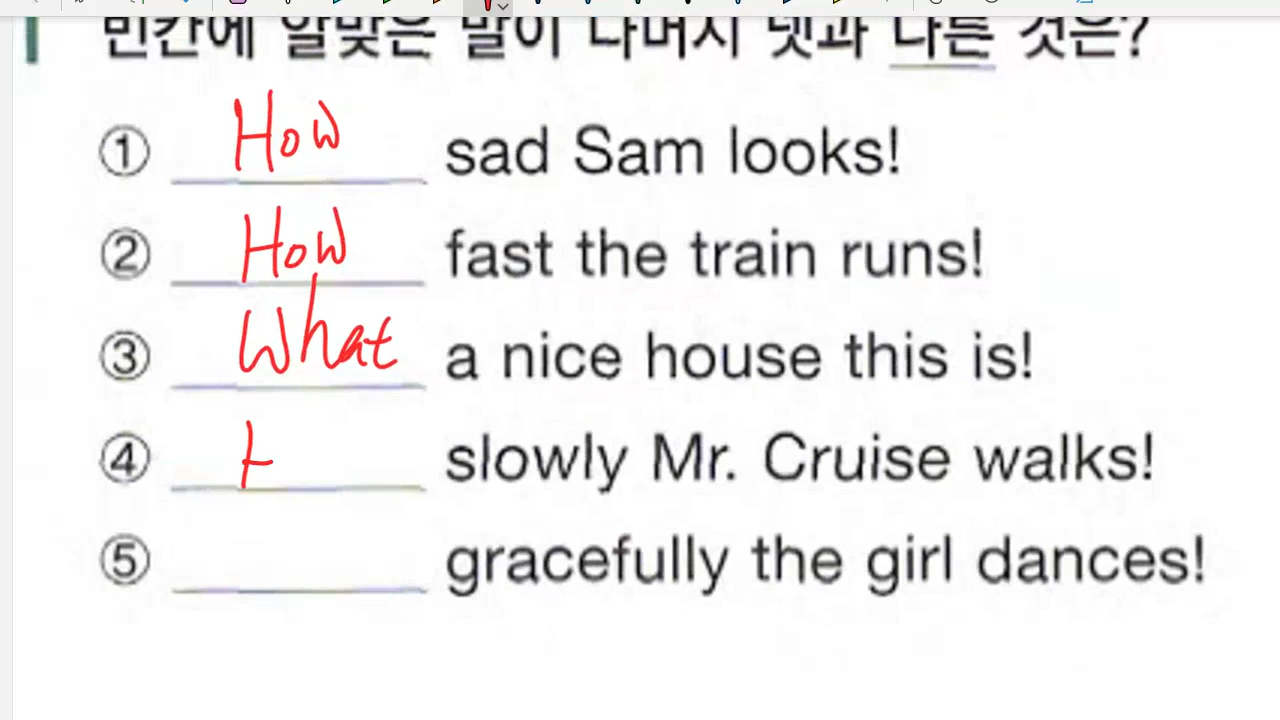 빈칸에 알맞은 말이 나머지 넷과 다른 것은?
① How sad Sam looks!
② How fast the train runs!
③ What a nice house this is!
④ slowly Mr. Cruise walks!
⑤ gracefully the girl dances!